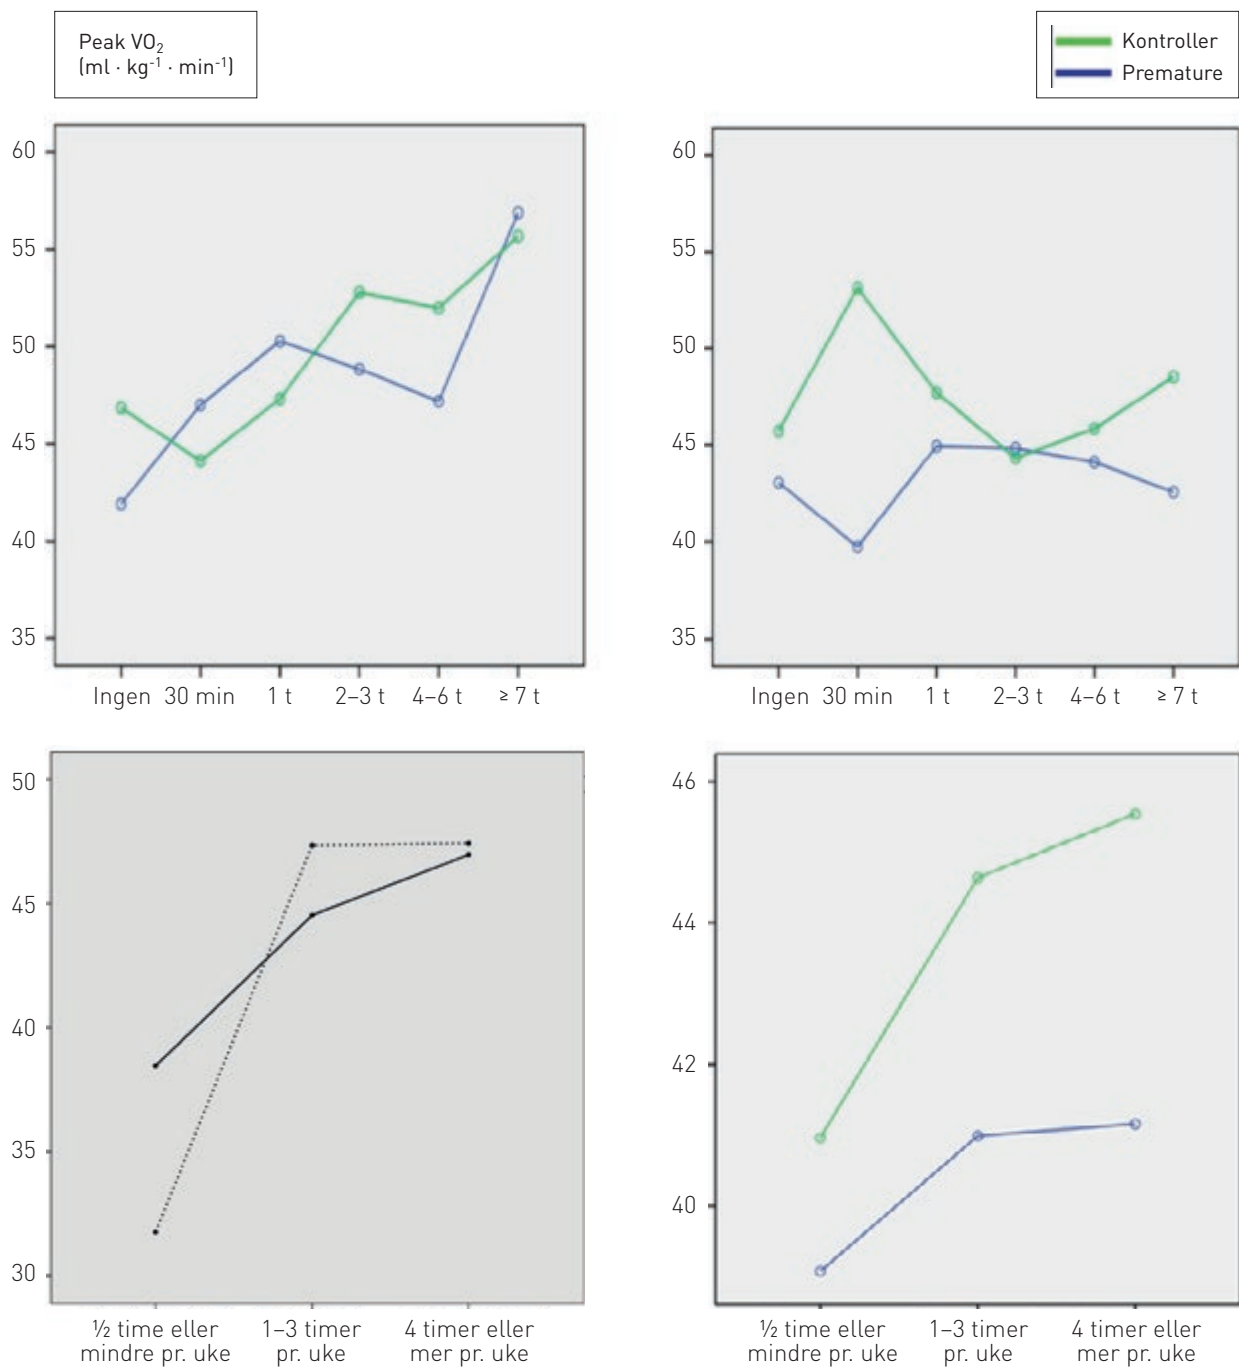 Peak VO₂
(ml · kg⁻¹ · min⁻¹)
Kontroller
Premature
60
55
50
45
40
35
Ingen 30 min 1 t 2–3 t 4–6 t ≥ 7 t
60
55
50
45
40
35
Ingen 30 min 1 t 2–3 t 4–6 t ≥ 7 t
50
45
40
35
30
½ time eller mindre pr. uke
1–3 timer pr. uke
4 timer eller mer pr. uke
46
44
42
40
½ time eller mindre pr. uke
1–3 timer pr. uke
4 timer eller mer pr. uke